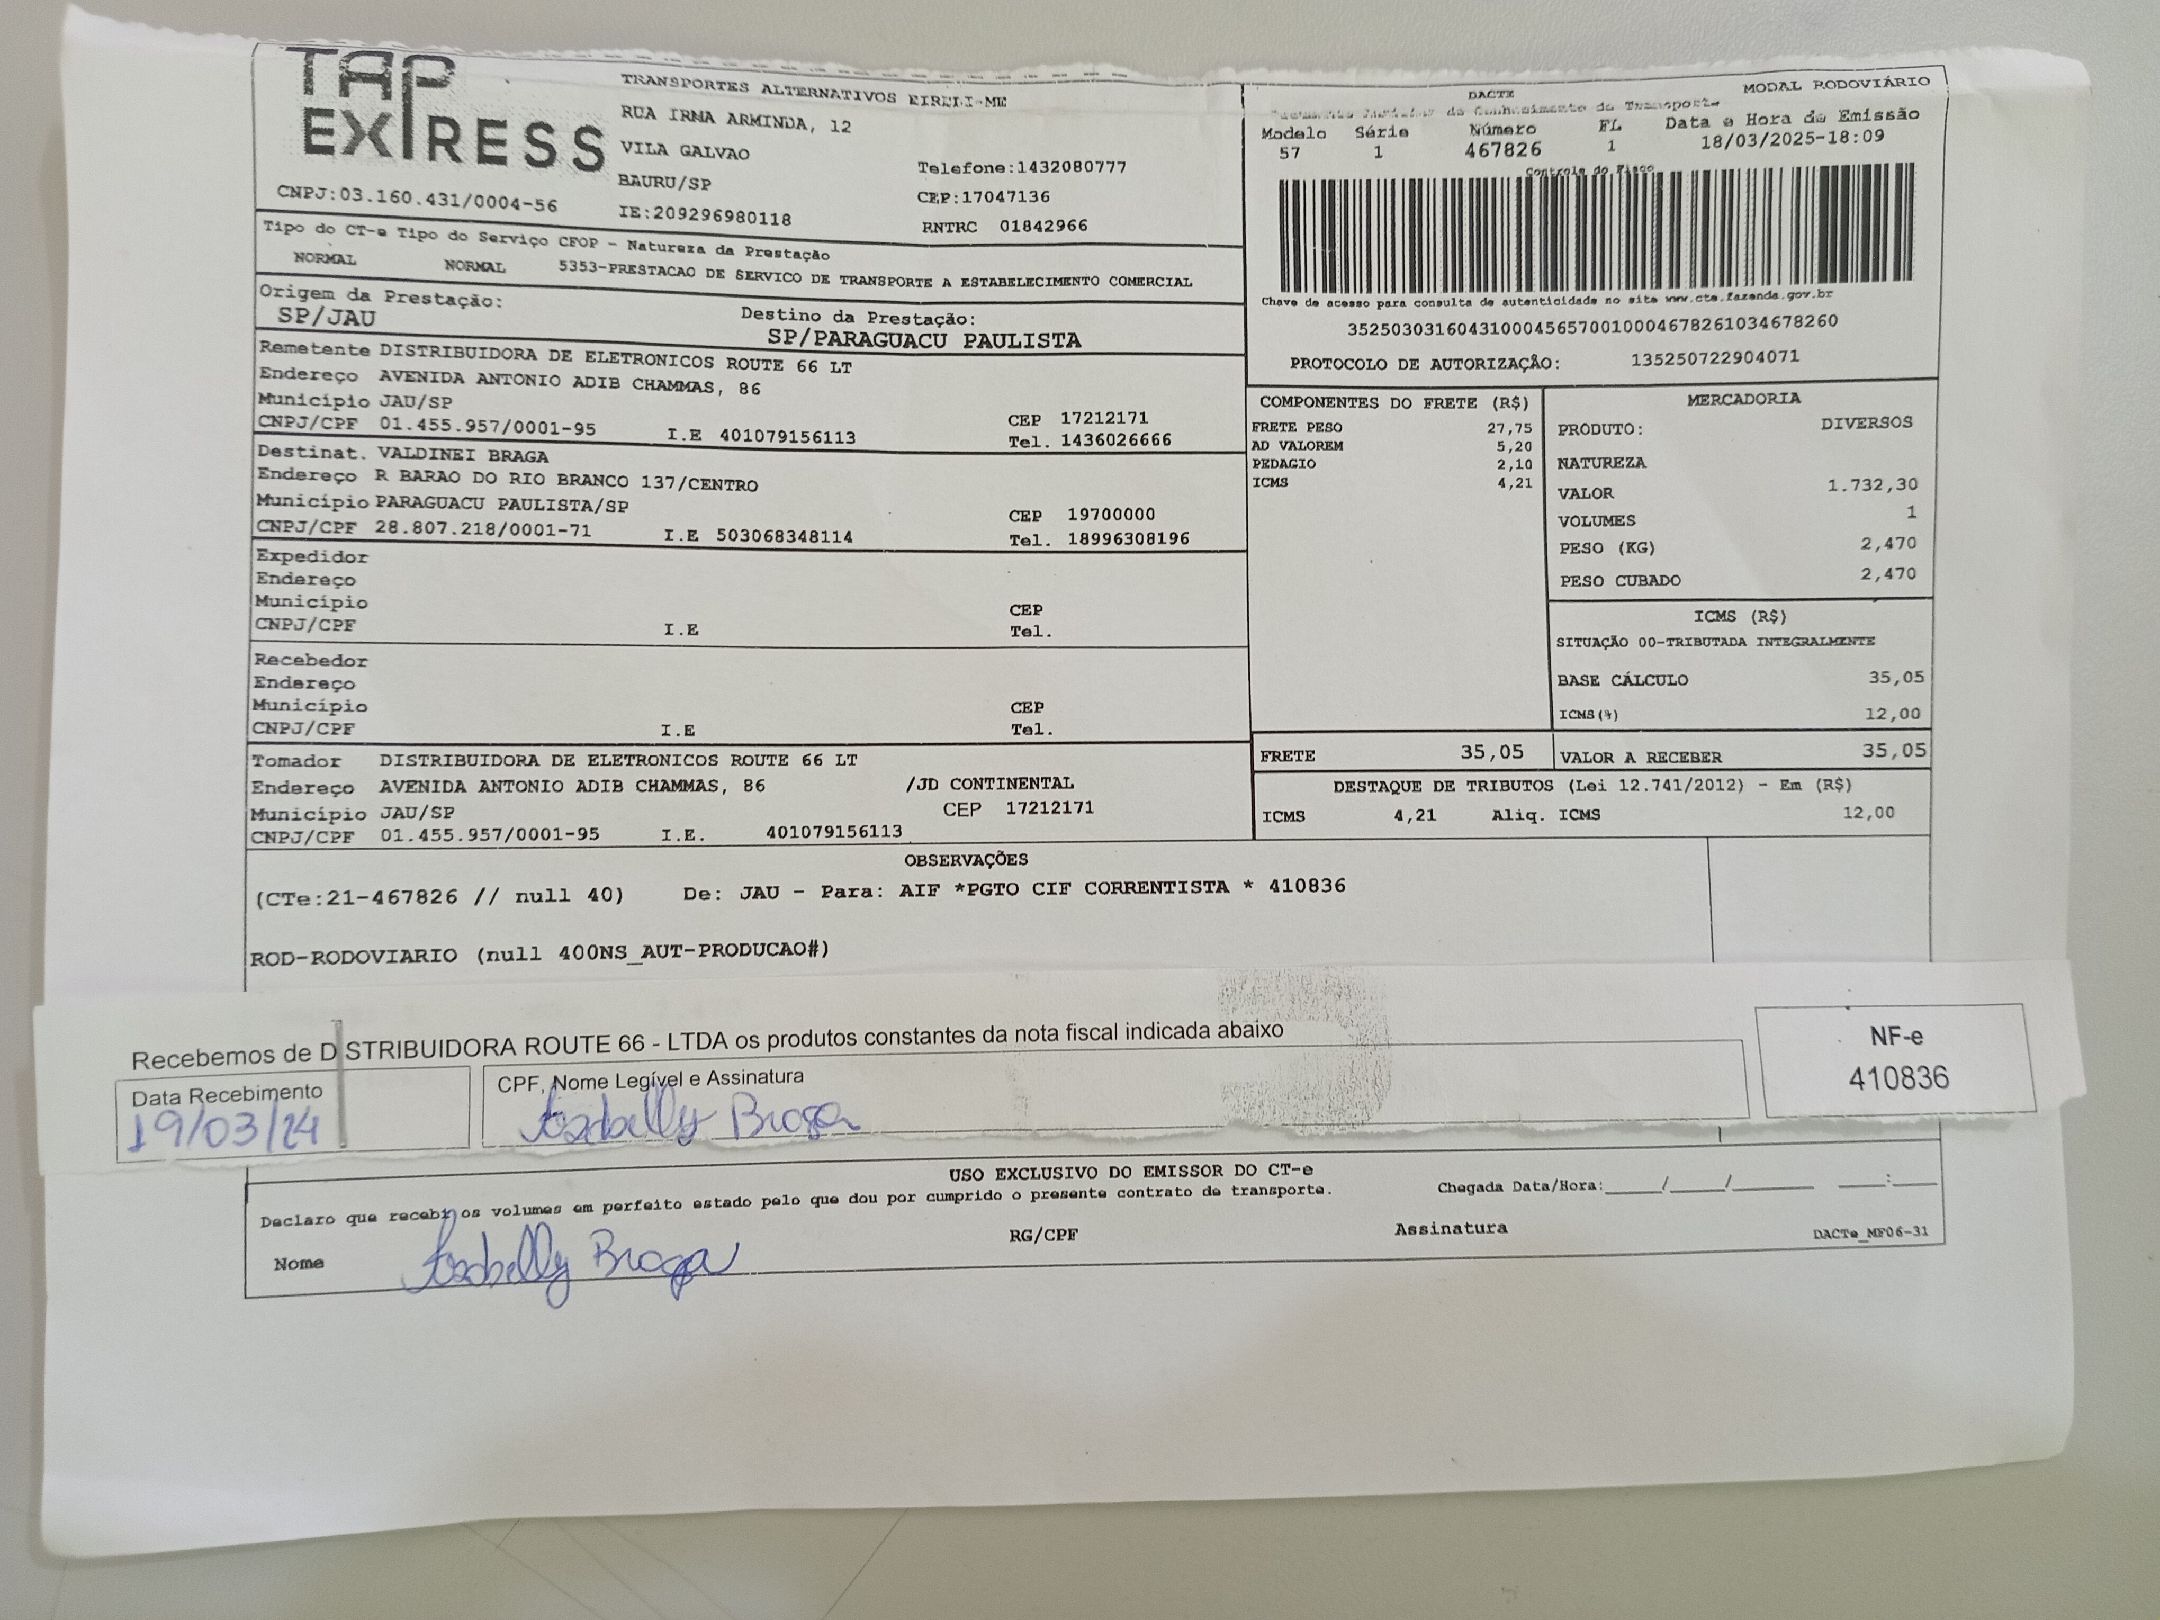 TAP
EXPRESS
TRANSPORTES ALTERNATIVOS EIRELI-ME
RUA IRMA ARMINDA, 12
VILA GALVAO
BAURU/SP
Telefone:1432080777
CEP:17047136
CNPJ:03.160.431/0004-56
IE:209296980118
RNTRC 01842966
DACTE
MODAL RODOVIÁRIO
de Conhecimento de Transporte
Modelo Série Número FL Data e Hora de Emissão
57 1 467826 1 18/03/2025-18:09
Controle do Fisco
Chave de acesso para consulta de autenticidade no site www.cte.fazenda.gov.br
35250303160431000456570010004678261034678260
PROTOCOLO DE AUTORIZAÇÃO: 135250722904071
Tipo do CT-e Tipo do Serviço CFOP - Natureza da Prestação
NORMAL NORMAL 5353-PRESTACAO DE SERVICO DE TRANSPORTE A ESTABELECIMENTO COMERCIAL
Origem da Prestação: Destino da Prestação:
SP/JAU SP/PARAGUACU PAULISTA
Remetente DISTRIBUIDORA DE ELETRONICOS ROUTE 66 LT
Endereço AVENIDA ANTONIO ADIB CHAMMAS, 86
Município JAU/SP CEP 17212171
CNPJ/CPF 01.455.957/0001-95 I.E 401079156113 Tel. 1436026666
Destinat. VALDINEI BRAGA
Endereço R BARAO DO RIO BRANCO 137/CENTRO
Município PARAGUACU PAULISTA/SP CEP 19700000
CNPJ/CPF 28.807.218/0001-71 I.E 503068348114 Tel. 18996308196
Expedidor
Endereço
Município CEP
CNPJ/CPF I.E Tel.
Recebedor
Endereço
Município CEP
CNPJ/CPF I.E Tel.
Tomador DISTRIBUIDORA DE ELETRONICOS ROUTE 66 LT
Endereço AVENIDA ANTONIO ADIB CHAMMAS, 86 /JD CONTINENTAL
Município JAU/SP CEP 17212171
CNPJ/CPF 01.455.957/0001-95 I.E. 401079156113
COMPONENTES DO FRETE (R$)
FRETE PESO 27,75
AD VALOREM 5,20
PEDAGIO 2,10
ICMS 4,21
MERCADORIA
PRODUTO: DIVERSOS
NATUREZA
VALOR 1.732,30
VOLUMES 1
PESO (KG) 2,470
PESO CUBADO 2,470
ICMS (R$)
SITUAÇÃO 00-TRIBUTADA INTEGRALMENTE
BASE CÁLCULO 35,05
ICMS(%) 12,00
FRETE 35,05 VALOR A RECEBER 35,05
DESTAQUE DE TRIBUTOS (Lei 12.741/2012) - Em (R$)
ICMS 4,21 Aliq. ICMS 12,00
OBSERVAÇÕES
(CTe:21-467826 // null 40) De: JAU - Para: AIF *PGTO CIF CORRENTISTA * 410836
ROD-RODOVIARIO (null 400NS_AUT-PRODUCAO#)
Recebemos de DISTRIBUIDORA ROUTE 66 - LTDA os produtos constantes da nota fiscal indicada abaixo
Data Recebimento CPF, Nome Legível e Assinatura
19/03/24 Isabelly Braga
NF-e
410836
USO EXCLUSIVO DO EMISSOR DO CT-e
Declaro que recebi os volumes em perfeito estado pelo que dou por cumprido o presente contrato de transporte. Chegada Data/Hora:____/____/______ ____:____
Nome Isabelly Braga RG/CPF Assinatura DACTe_MF06-31